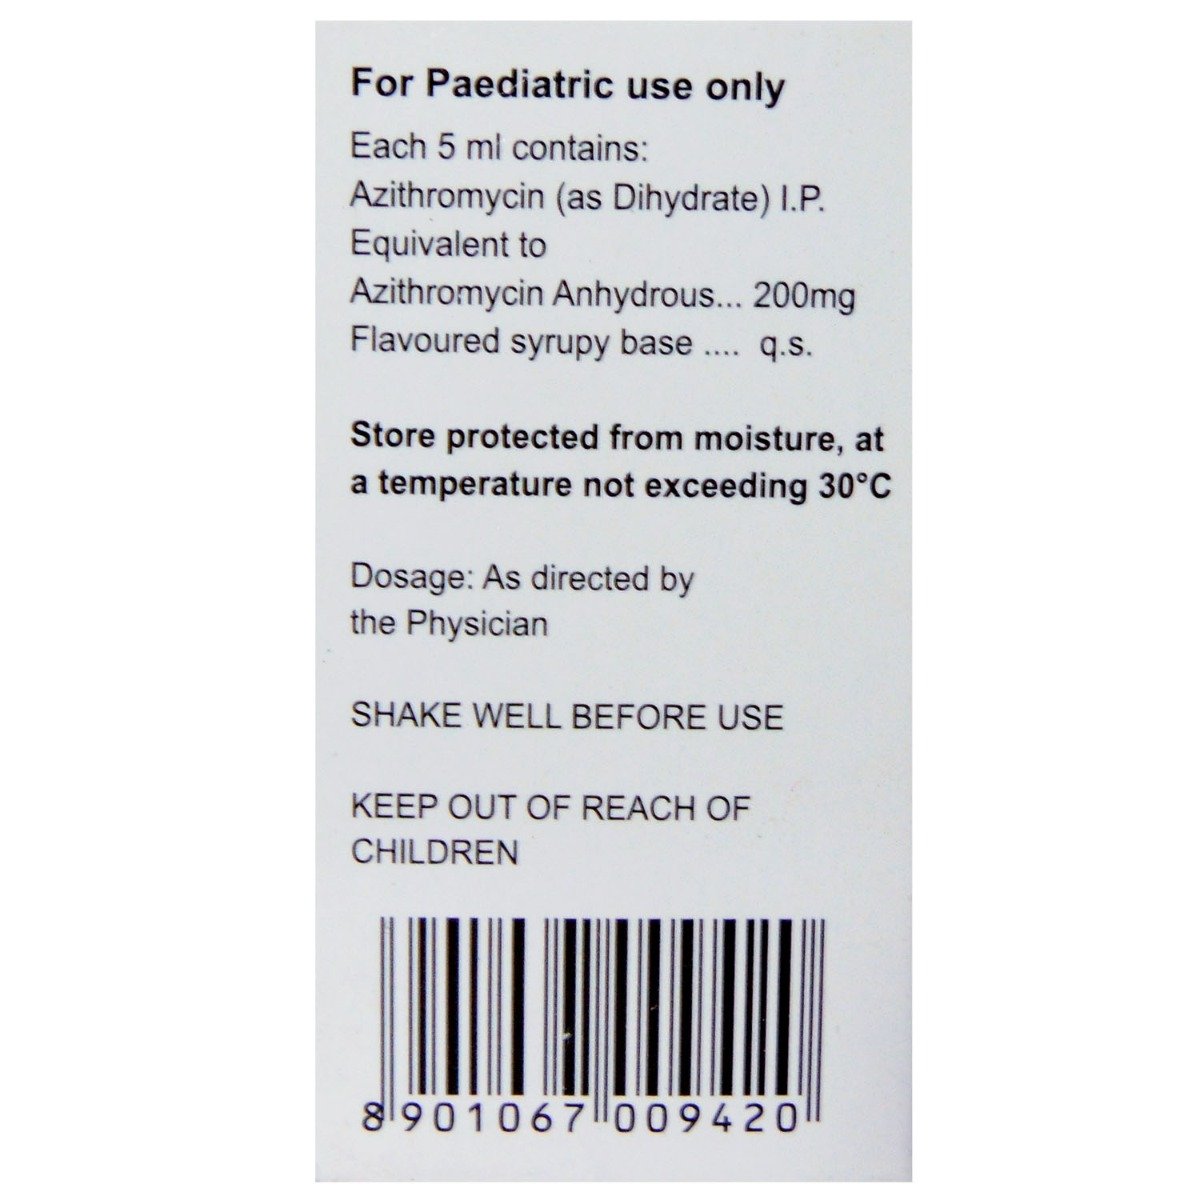 For Paediatric use only
Each 5 ml contains:
Azithromycin (as Dihydrate) I.P.
Equivalent to
Azithromycin Anhydrous... 200mg
Flavoured syrupy base .... q.s.
Store protected from moisture, at
a temperature not exceeding 30°C
Dosage: As directed by
the Physician
SHAKE WELL BEFORE USE
KEEP OUT OF REACH OF
CHILDREN
8 901067 009420